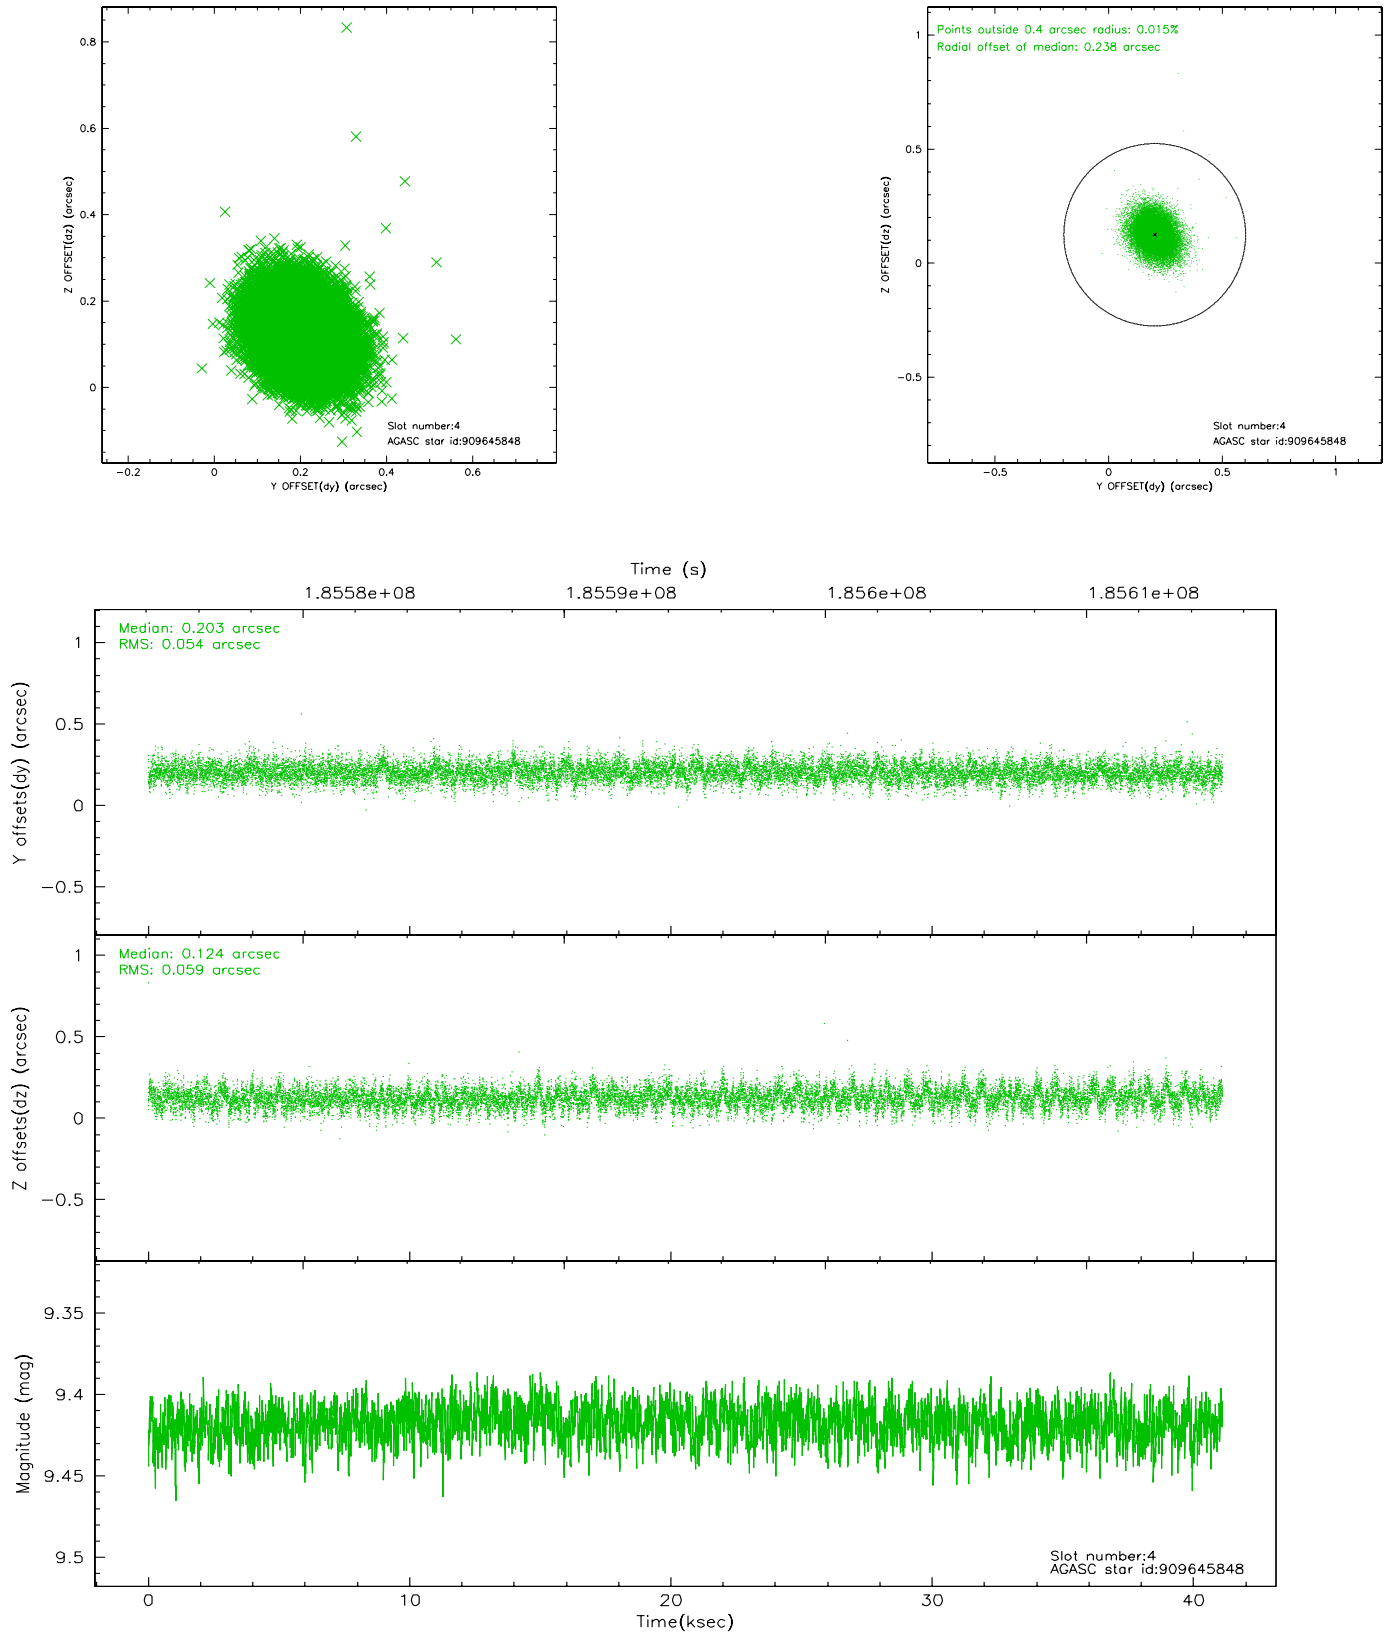 0.8
0.6
0.4
0.2
0
Z OFFSET(dz) (arcsec)
Slot number:4
AGASC star id:909645848
−0.2 0 0.2 0.4 0.6
Y OFFSET(dy) (arcsec)
Points outside 0.4 arcsec radius: 0.015%
Radial offset of median: 0.238 arcsec
1
0.5
0
−0.5
Z OFFSET(dz) (arcsec)
Slot number:4
AGASC star id:909645848
−0.5 0 0.5 1
Y OFFSET(dy) (arcsec)
Time (s)
1.8558e+08 1.8559e+08 1.856e+08 1.8561e+08
Median: 0.203 arcsec
RMS: 0.054 arcsec
1
0.5
0
−0.5
Y offsets(dy) (arcsec)
Median: 0.124 arcsec
RMS: 0.059 arcsec
1
0.5
0
−0.5
Z offsets(dz) (arcsec)
9.35
9.4
9.45
9.5
Magnitude (mag)
Slot number:4
AGASC star id:909645848
0 10 20 30 40
Time(ksec)